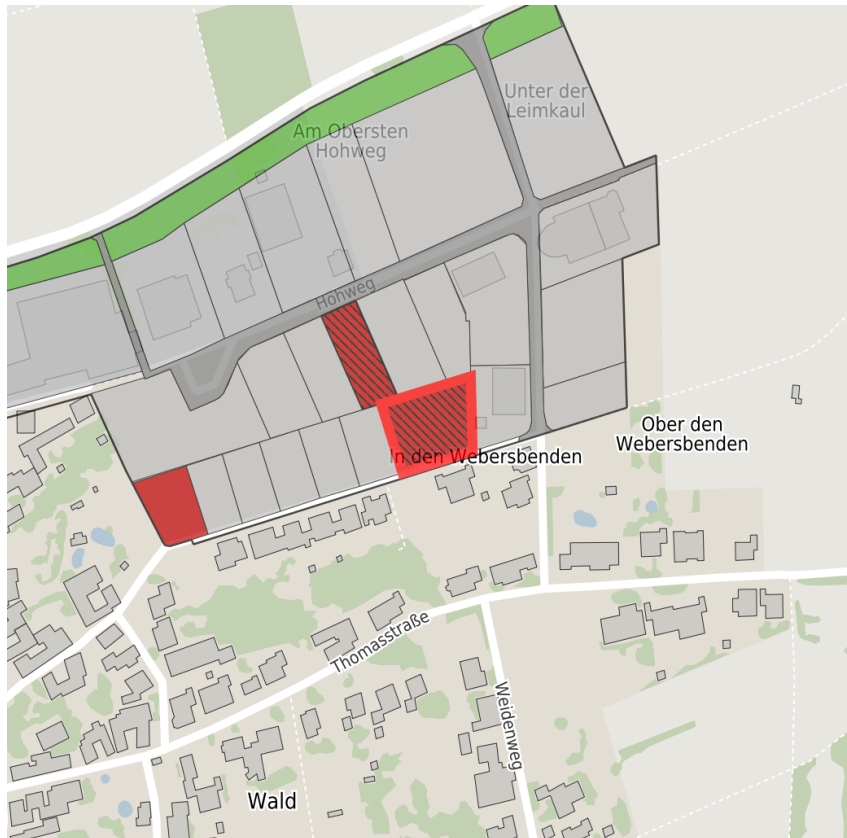 Unter der
Leimkaul
Am Obersten
Hohweg
Hohweg
Ober den
Webersbenden
In den Webersbenden
Thomasstraße
Weidenweg
Wald